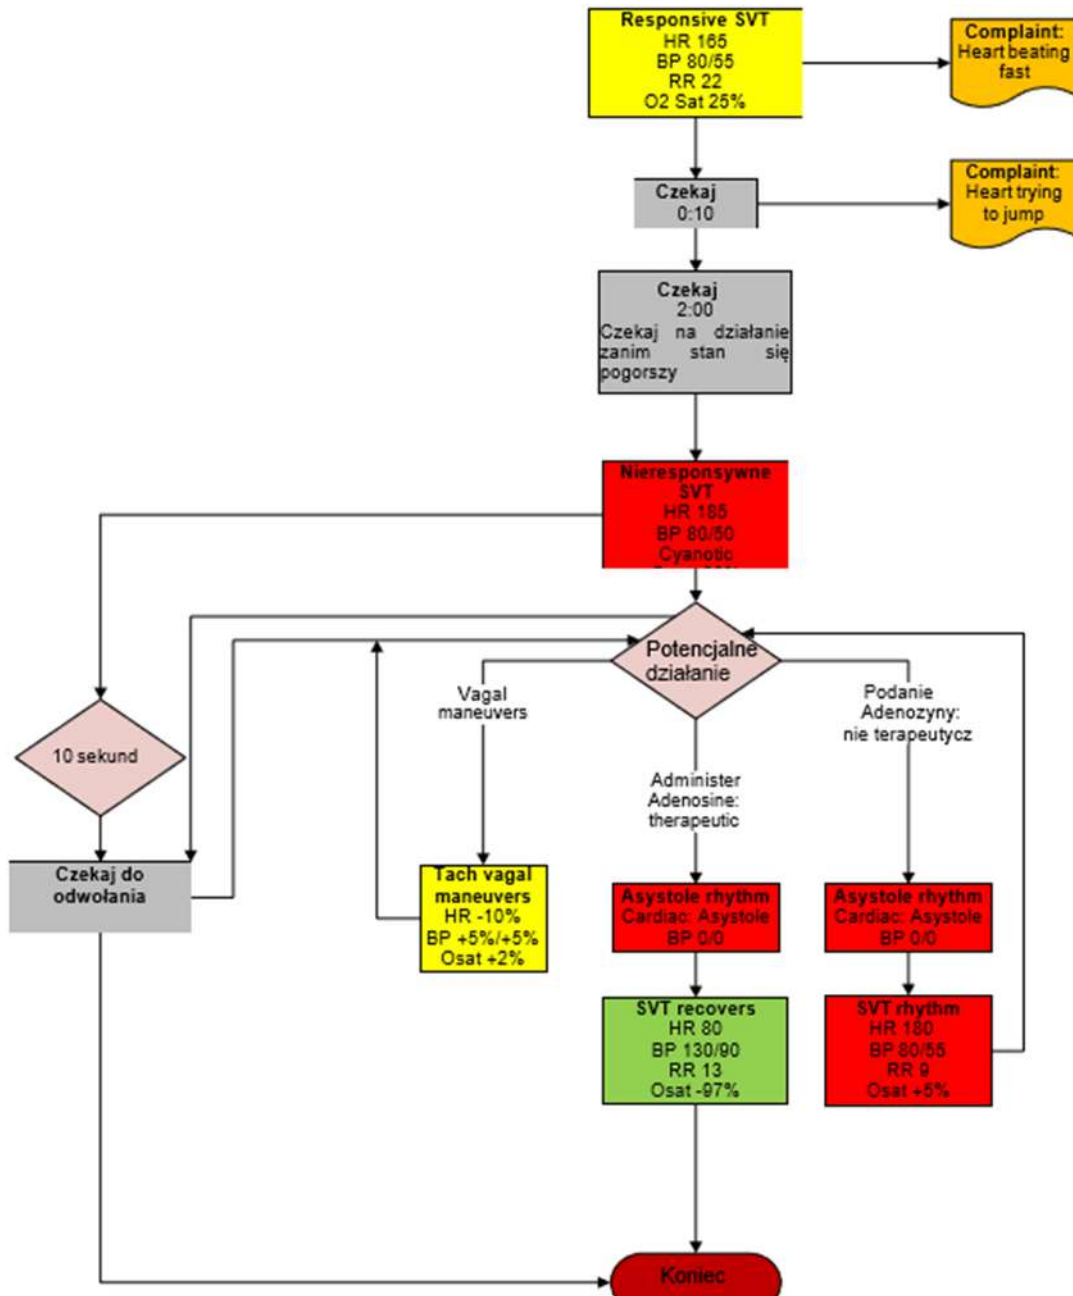 Responsive SVT
HR 165
BP 80/55
RR 22
O2 Sat 25%
Complaint:
Heart beating
fast
Czekaj
0:10
Complaint:
Heart trying
to jump
Czekaj
2:00
Czekaj na działanie
zanim stan się
pogorszy
Nieresponsywne
SVT
HR 185
BP 80/50
Cyanotic
Potencjalne
działanie
Vagal
maneuvers
Podanie
Adenozyny:
nie terapeutycz
10 sekund
Administer
Adenosine:
therapeutic
Czekaj do
odwołania
Tach vagal
maneuvers
HR -10%
BP +5%/+5%
Osat +2%
Asystole rhythm
Cardiac: Asystole
BP 0/0
Asystole rhythm
Cardiac: Asystole
BP 0/0
SVT recovers
HR 80
BP 130/90
RR 13
Osat -97%
SVT rhythm
HR 180
BP 80/55
RR 9
Osat +5%
Koniec